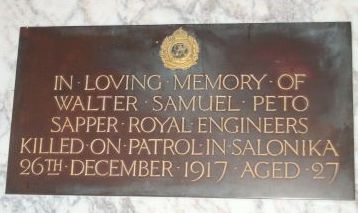 IN · LOVING · MEMORY · OF
WALTER · SAMUEL · PETO
SAPPER · ROYAL · ENGINEERS
KILLED · ON · PATROL · IN · SALONIKA
26TH · DECEMBER · 1917 · AGED · 27